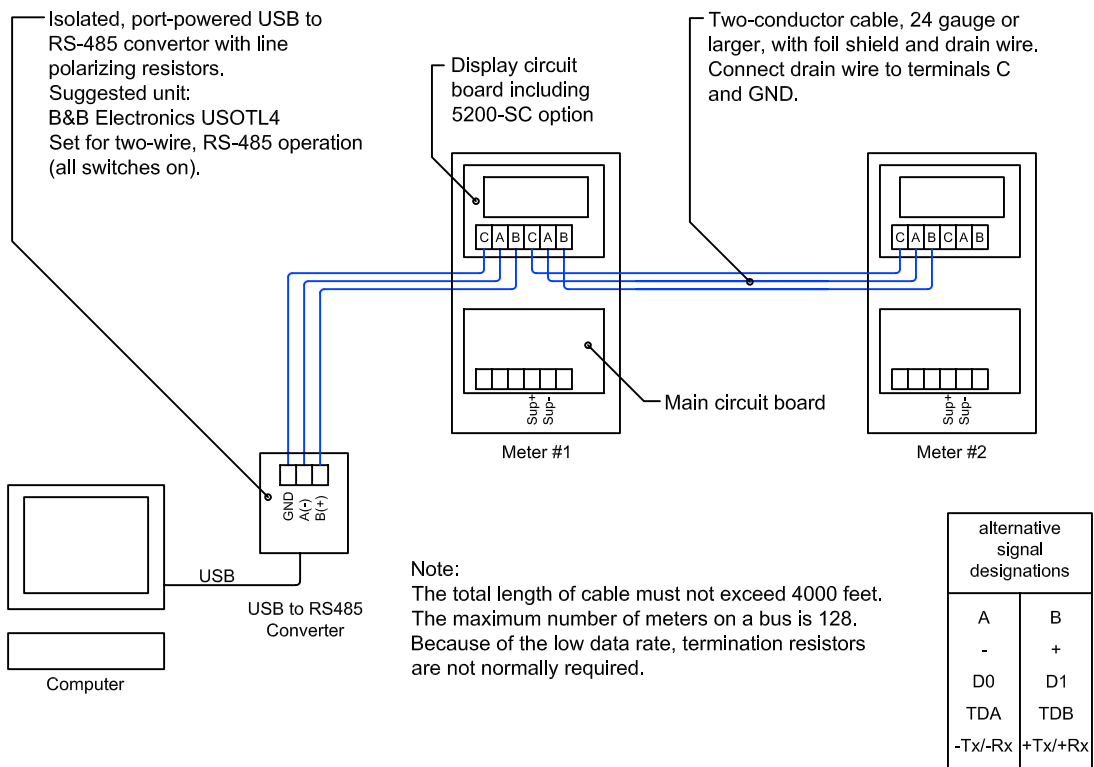 Isolated, port-powered USB to
RS-485 convertor with line
polarizing resistors.
Suggested unit:
B&B Electronics USOTL4
Set for two-wire, RS-485 operation
(all switches on).
Display circuit
board including
5200-SC option
Two-conductor cable, 24 gauge or
larger, with foil shield and drain wire.
Connect drain wire to terminals C
and GND.
C A B C A B
C A B C A B
Sup+
Sup-
Main circuit board
Sup+
Sup-
Meter #1
Meter #2
GND
A(-)
B(+)
USB
USB to RS485
Converter
Computer
Note:
The total length of cable must not exceed 4000 feet.
The maximum number of meters on a bus is 128.
Because of the low data rate, termination resistors
are not normally required.
alternative
signal
designations
A B
- +
D0 D1
TDA TDB
-Tx/-Rx +Tx/+Rx